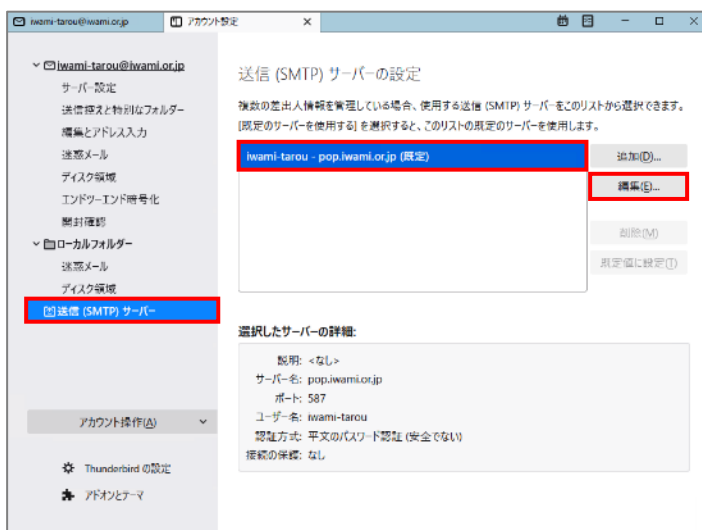 iwami-tarou@iwami.or.jp
アカウント設定
iwami-tarou@iwami.or.jp
サーバー設定
送信控えと特別なフォルダー
編集とアドレス入力
迷惑メール
ディスク領域
エンドツーエンド暗号化
開封確認
ローカルフォルダー
迷惑メール
ディスク領域
送信 (SMTP) サーバー
アカウント操作(A)
Thunderbird の設定
アドオンとテーマ
送信 (SMTP) サーバーの設定
複数の差出人情報を管理している場合、使用する送信 (SMTP) サーバーをこのリストから選択できます。
[既定のサーバーを使用する] を選択すると、このリストの既定のサーバーを使用します。
iwami-tarou - pop.iwami.or.jp (既定)
追加(D)...
編集(E)...
削除(M)
既定値に設定(T)
選択したサーバーの詳細:
説明: <なし>
サーバー名: pop.iwami.or.jp
ポート: 587
ユーザー名: iwami-tarou
認証方式: 平文のパスワード認証 (安全でない)
接続の保護: なし